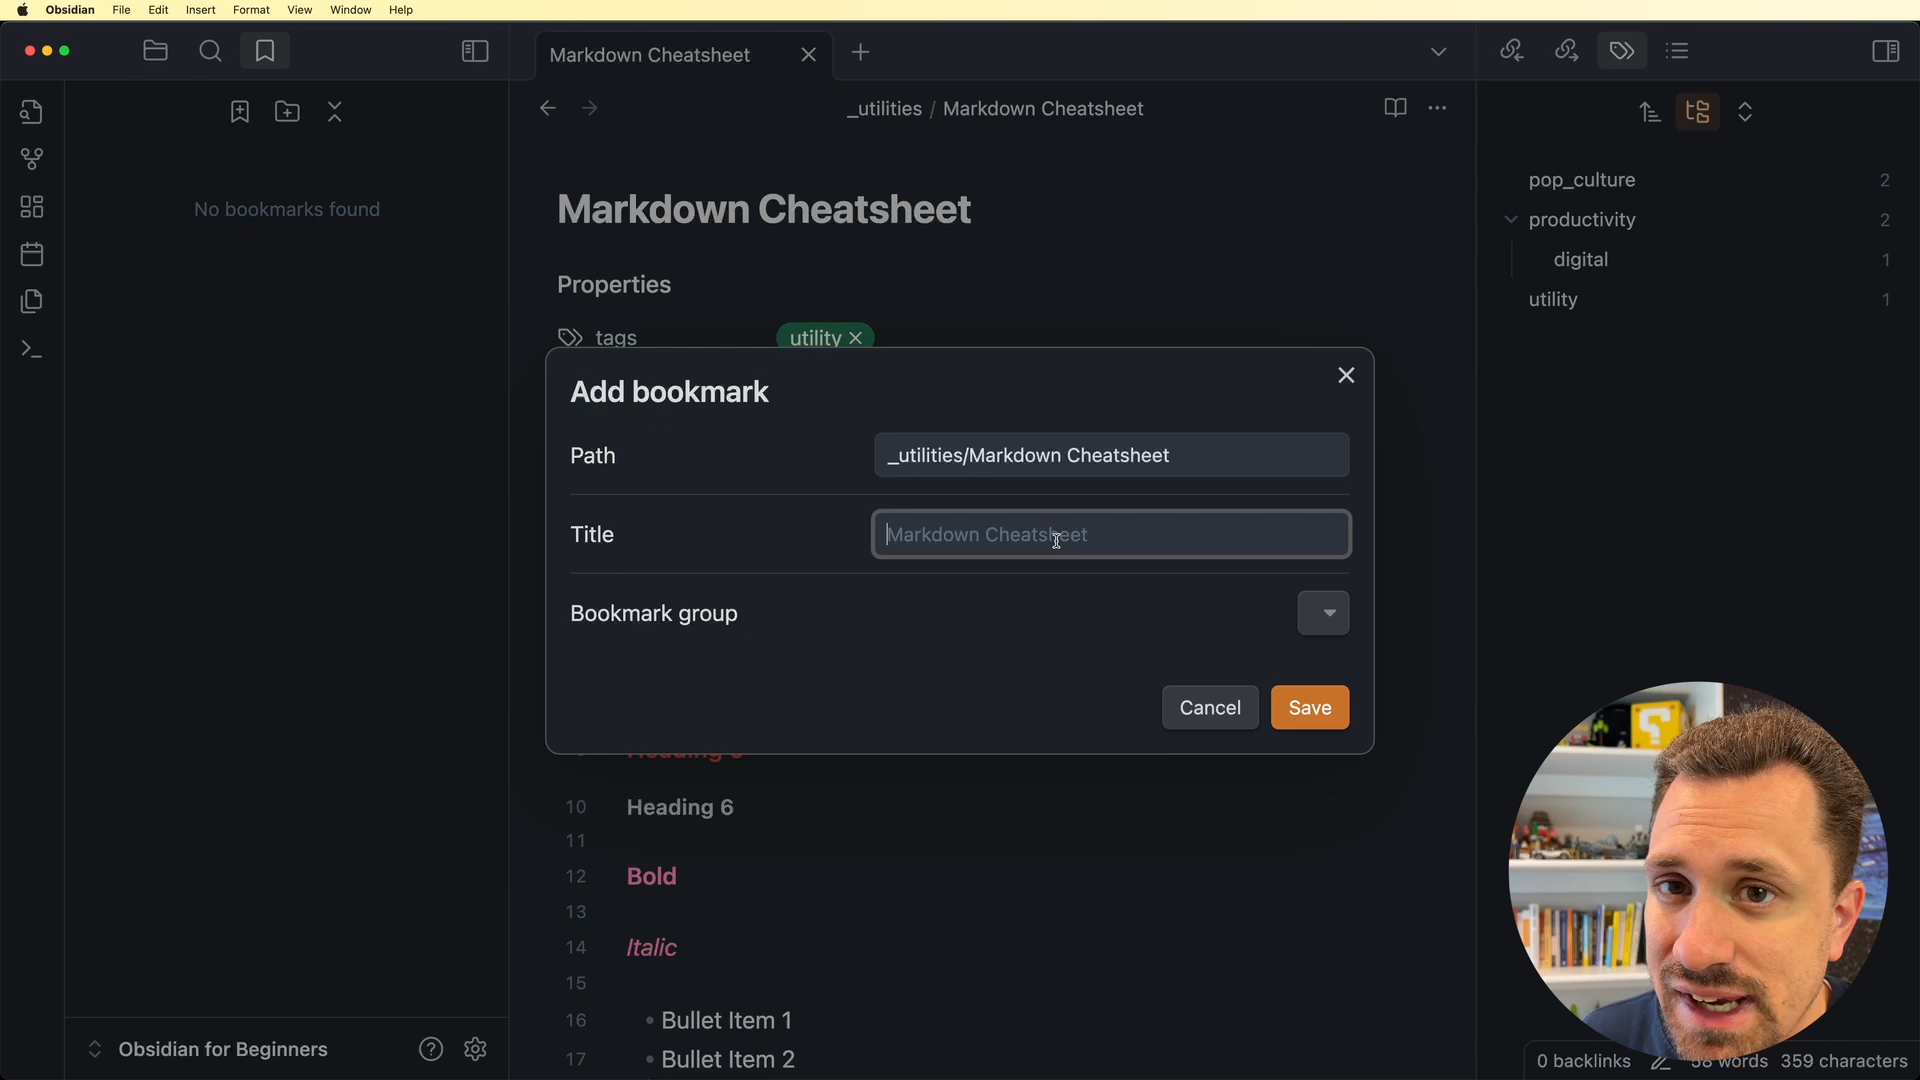 Obsidian File Edit Insert Format View Window Help
Markdown Cheatsheet
_utilities / Markdown Cheatsheet
No bookmarks found
Markdown Cheatsheet
Properties
tags utility
Add bookmark
Path _utilities/Markdown Cheatsheet
Title Markdown Cheatsheet
Bookmark group
Cancel Save
10 Heading 6
11
12 Bold
13
14 Italic
15
16 • Bullet Item 1
17 • Bullet Item 2
pop_culture 2
productivity 2
digital 1
utility 1
Obsidian for Beginners
0 backlinks 58 words 359 characters